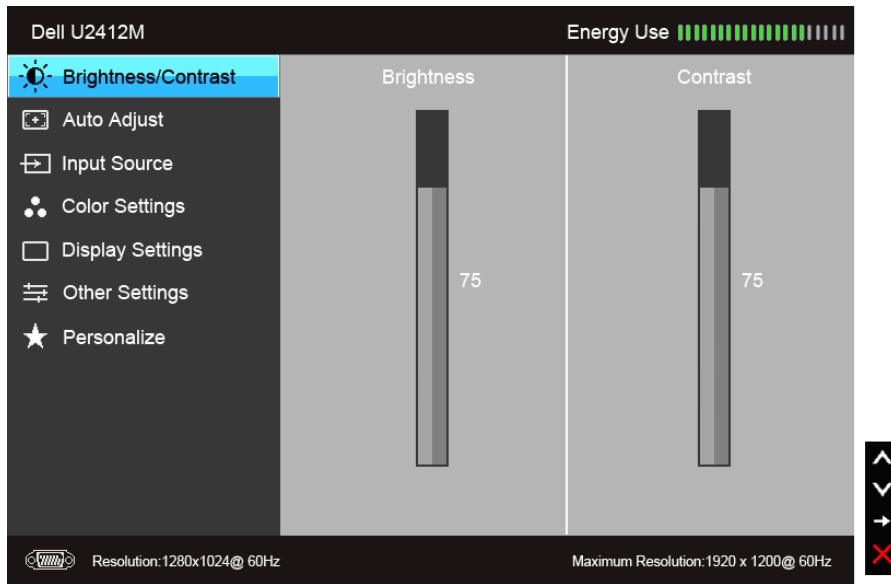 Dell U2412M
Energy Use
Brightness/Contrast
Auto Adjust
Input Source
Color Settings
Display Settings
Other Settings
Personalize
Brightness
75
Contrast
75
Resolution:1280x1024@ 60Hz
Maximum Resolution:1920 x 1200@ 60Hz